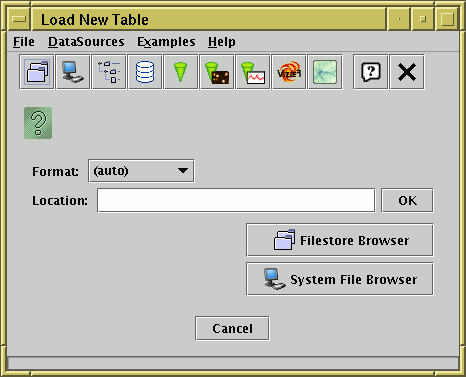 Load New Table
File DataSources Examples Help
VizieR
?
?
Format: (auto)
Location: OK
Filestore Browser
System File Browser
Cancel